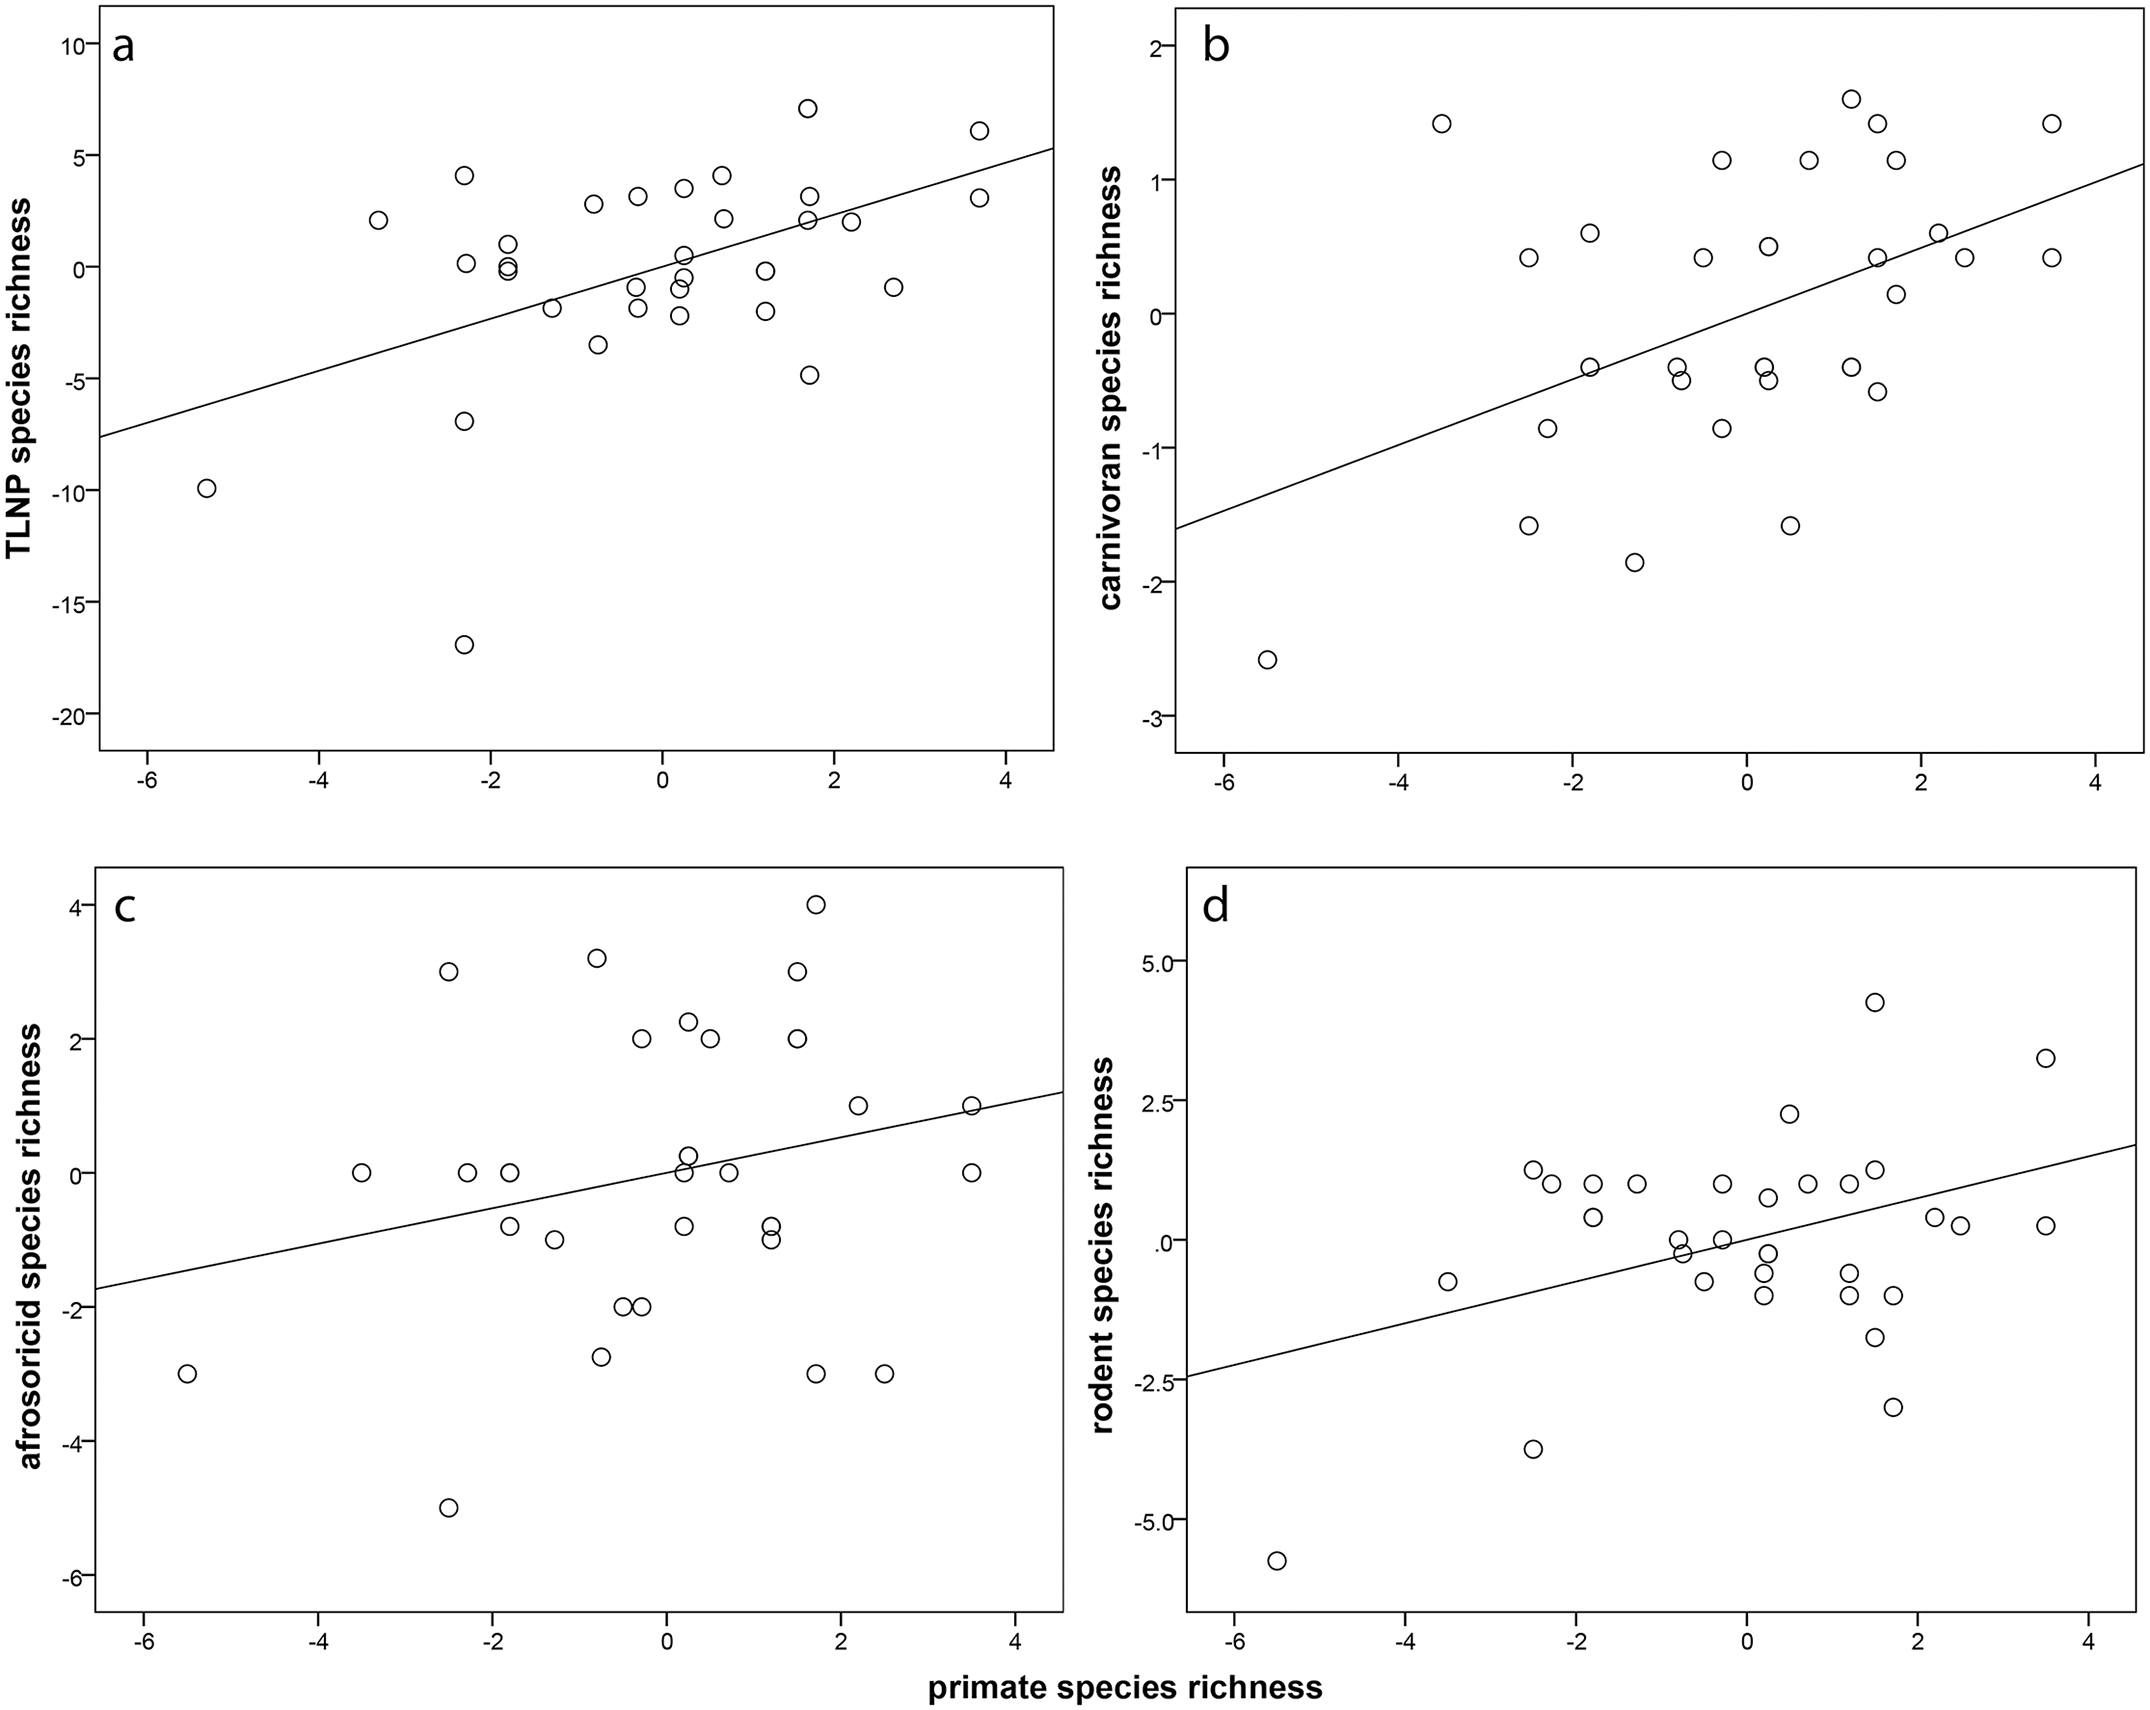 a
TLNP species richness
10
5
0
-5
-10
-15
-20
-6 -4 -2 0 2 4
b
carnivoran species richness
2
1
0
-1
-2
-3
-6 -4 -2 0 2 4
c
afrosoricid species richness
4
2
0
-2
-4
-6
-6 -4 -2 0 2 4
d
rodent species richness
5.0
2.5
.0
-2.5
-5.0
-6 -4 -2 0 2 4
primate species richness